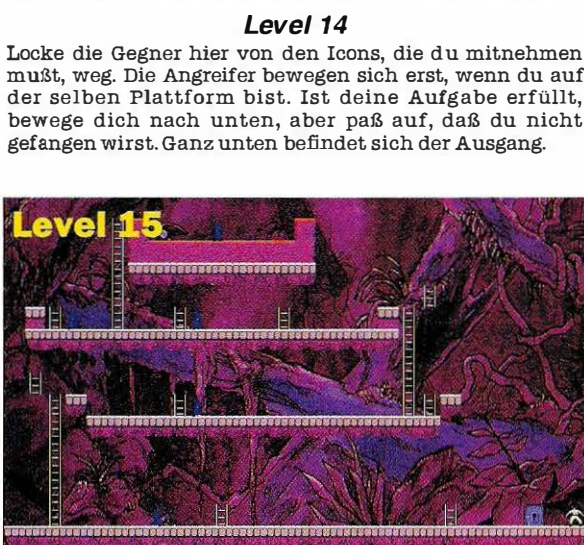 Level 14
Locke die Gegner hier von den Icons, die du mitnehmen
mußt, weg. Die Angreifer bewegen sich erst, wenn du auf
der selben Plattform bist. Ist deine Aufgabe erfüllt,
bewege dich nach unten, aber paß auf, daß du nicht
gefangen wirst. Ganz unten befindet sich der Ausgang.
Level 15